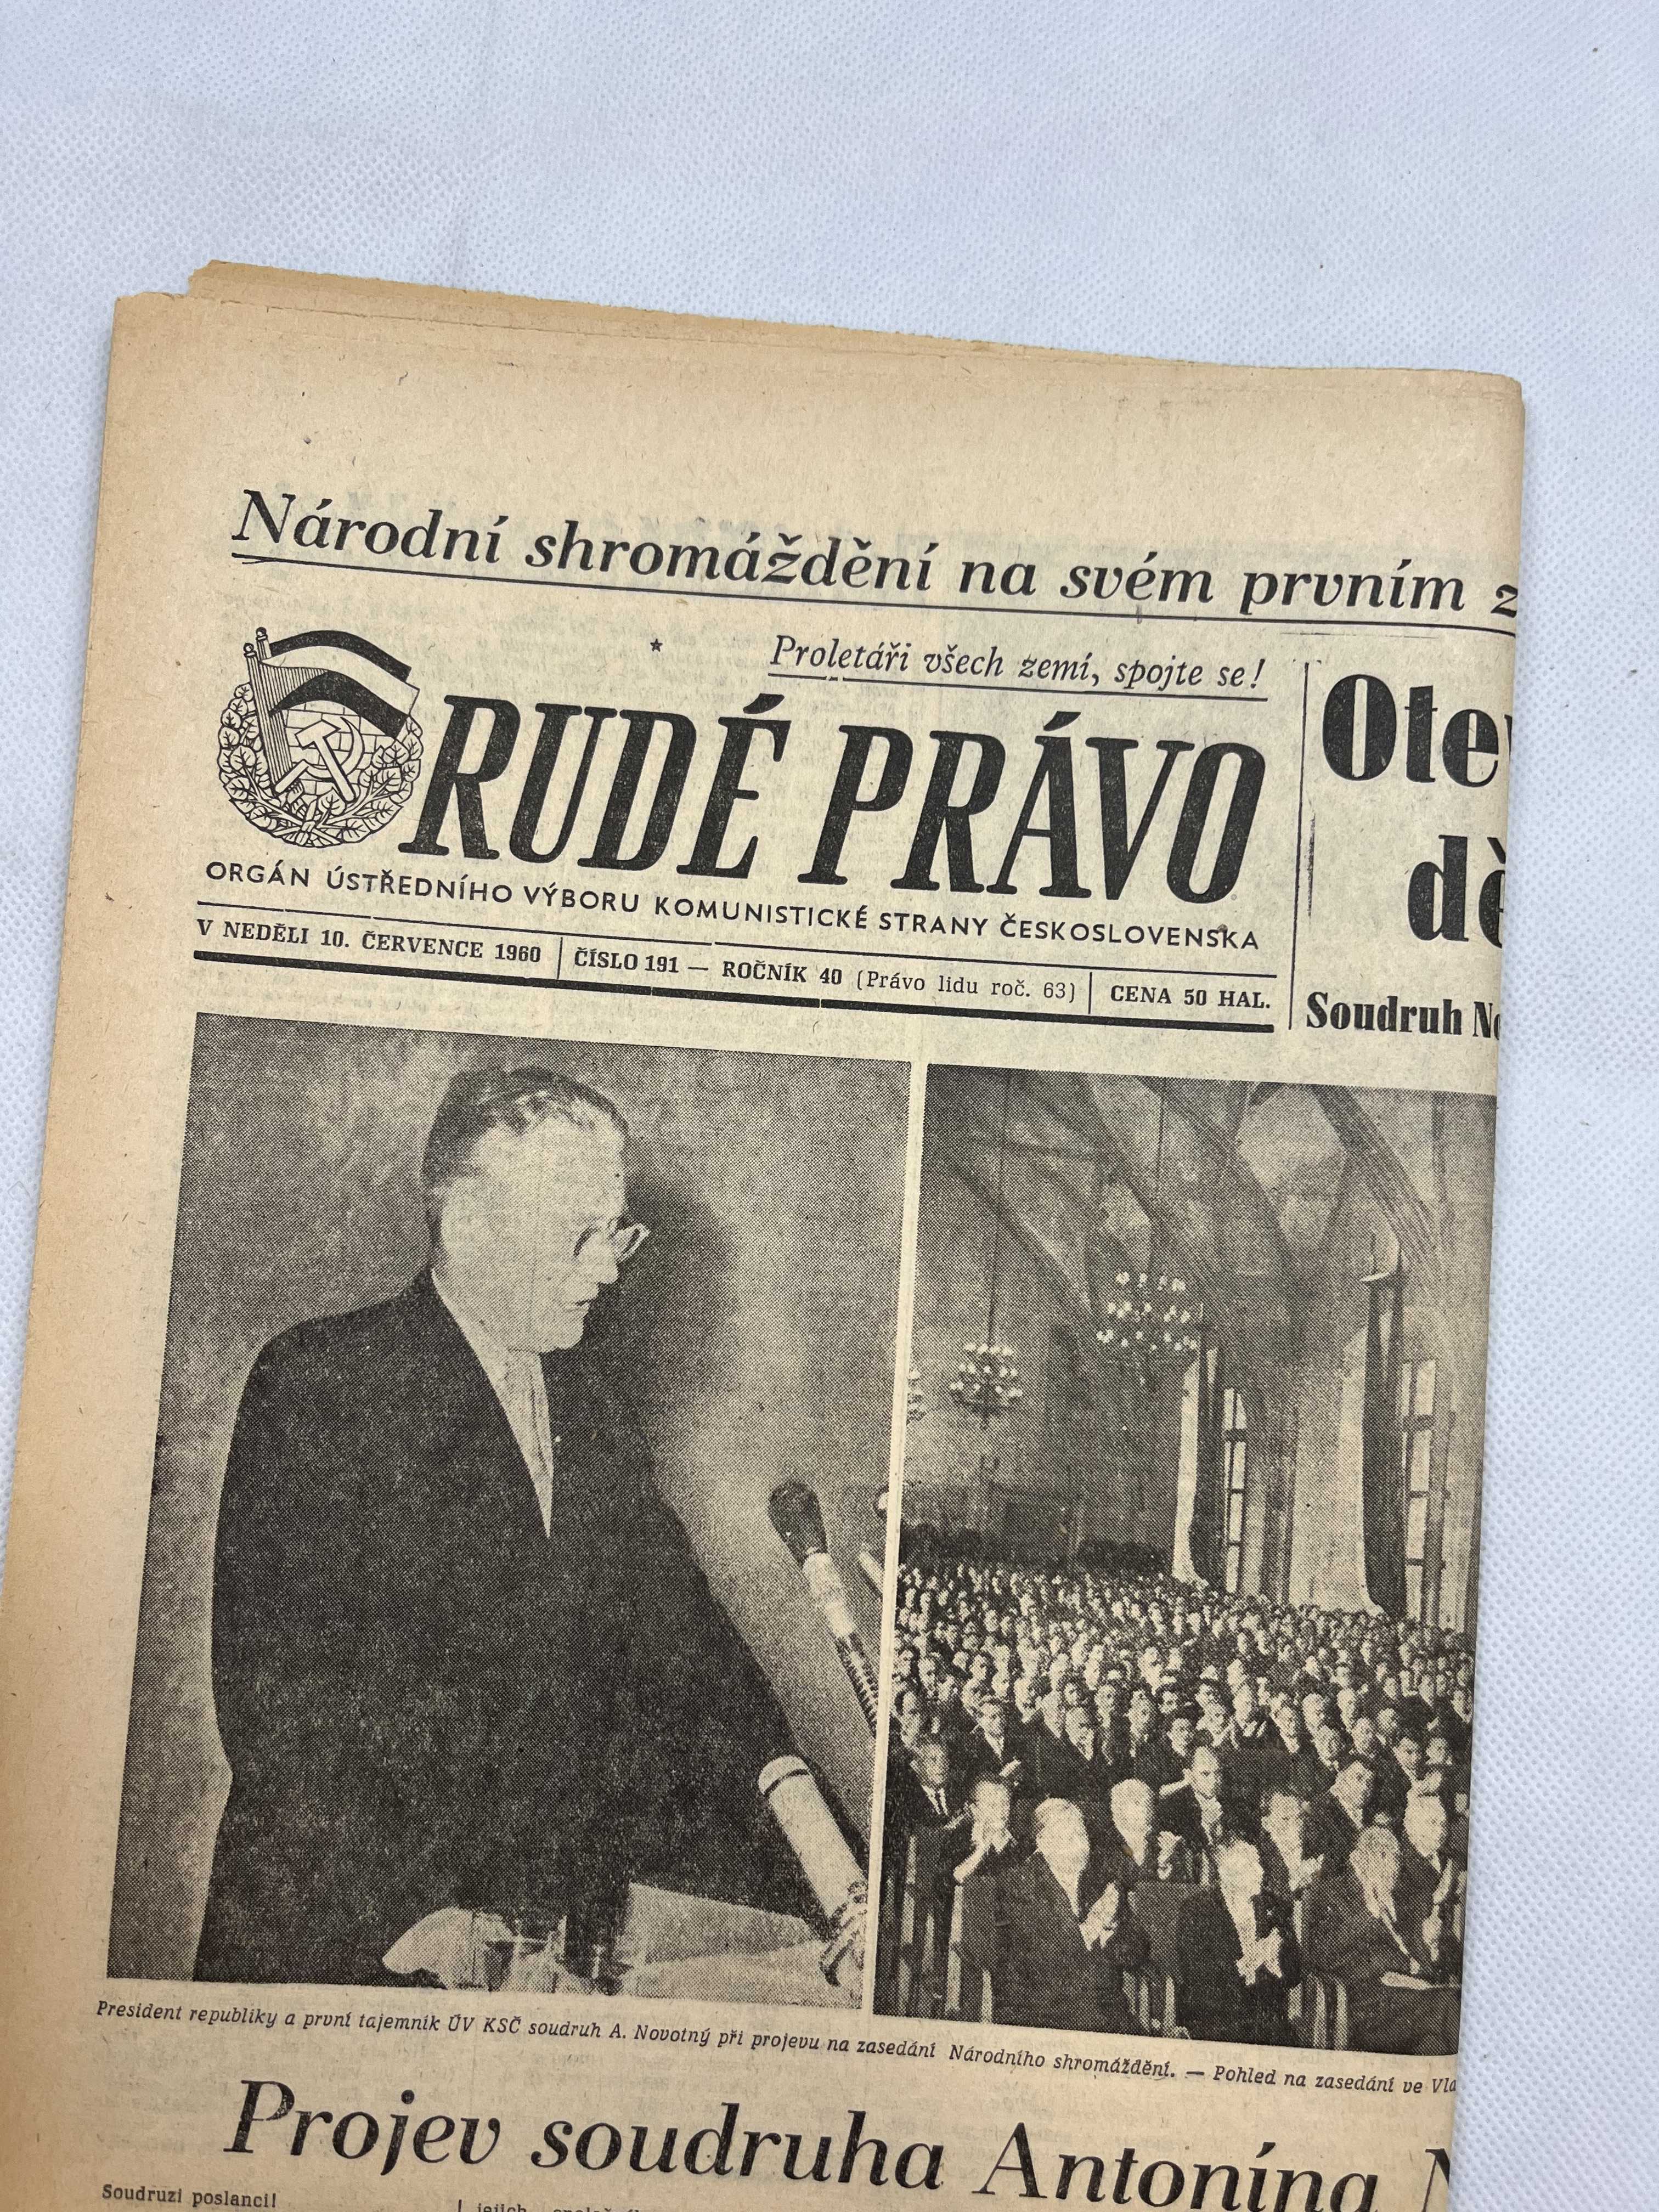 Národní shromáždění na svém prvním z
Proletáři všech zemí, spojte se!
RUDÉ PRÁVO
ORGÁN ÚSTŘEDNÍHO VÝBORU KOMUNISTICKÉ STRANY ČESKOSLOVENSKA
V NEDĚLI 10. ČERVENCE 1960 ČÍSLO 191 — ROČNÍK 40 (Právo lidu roč. 63) CENA 50 HAL.
Otev
dě
Soudruh No
President republiky a první tajemník ÚV KSČ soudruh A. Novotný při projevu na zasedání Národního shromáždění. — Pohled na zasedání ve Vla
Projev soudruha Antonína N
Soudruzi poslanci!
jejich